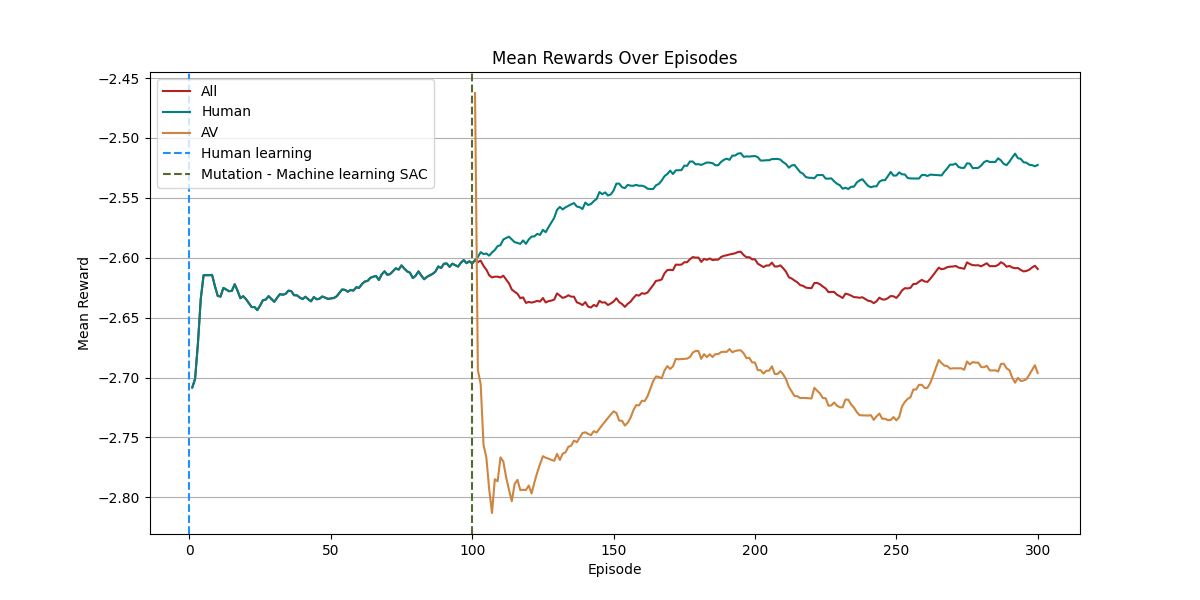 Mean Rewards Over Episodes
−2.45
−2.50
−2.55
−2.60
−2.65
−2.70
−2.75
−2.80
Mean Reward
All
Human
AV
Human learning
Mutation - Machine learning SAC
0
50
100
150
200
250
300
Episode